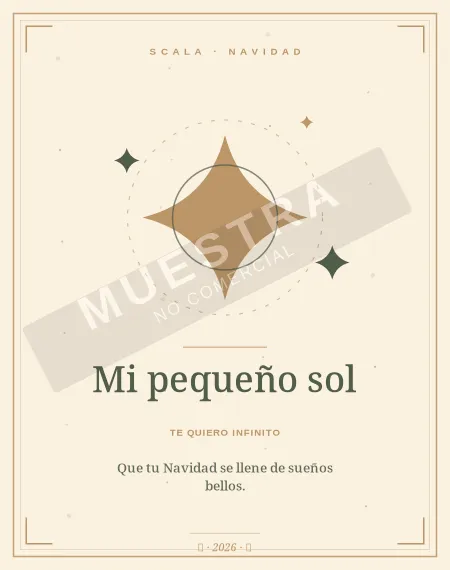 SCALA · NAVIDAD
MUESTRA
NO COMERCIAL
Mi pequeño sol
TE QUIERO INFINITO
Que tu Navidad se llene de sueños
bellos.
· 2026 ·